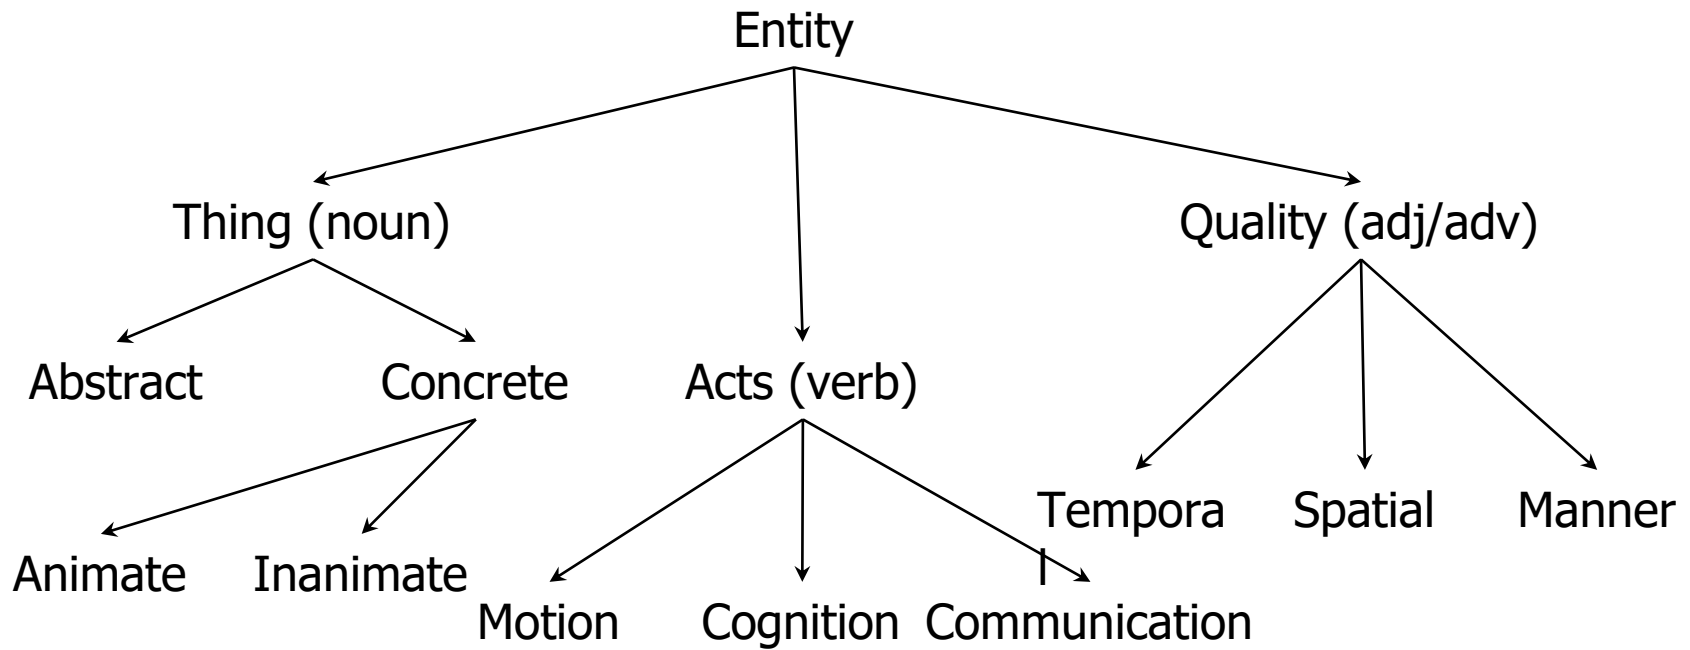 Entity
Thing (noun)
Quality (adj/adv)
Abstract
Concrete
Acts (verb)
Tempora
l
Spatial
Manner
Animate
Inanimate
Motion
Cognition
Communication